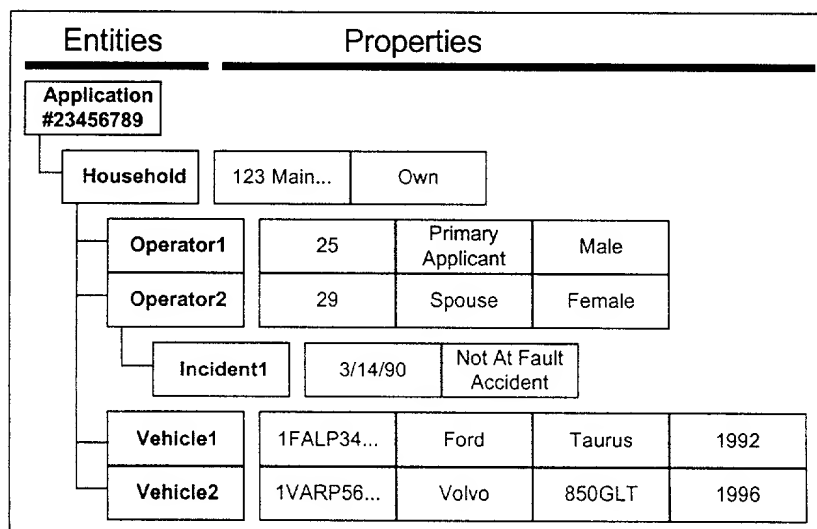 Entities Properties
Application
#23456789
Household 123 Main... Own
Operator1 25 Primary Applicant Male
Operator2 29 Spouse Female
Incident1 3/14/90 Not At Fault Accident
Vehicle1 1FALP34... Ford Taurus 1992
Vehicle2 1VARP56... Volvo 850GLT 1996